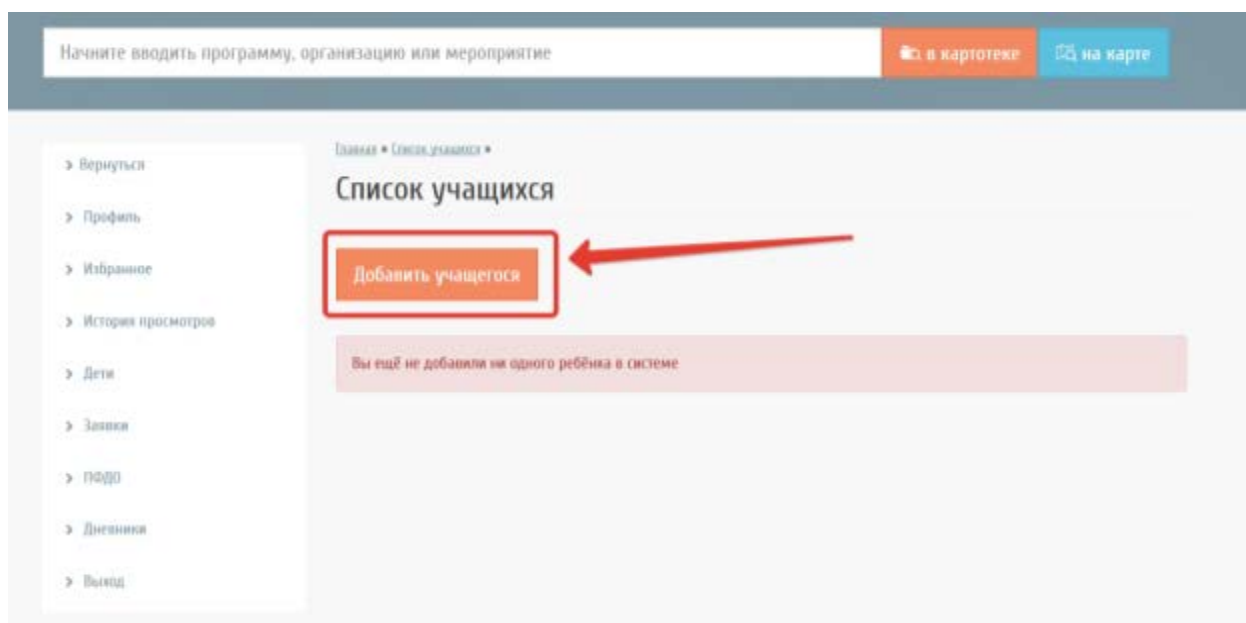 Начните вводить программу, организацию или мероприятие
в картотеке
на карте
Главная • Список учащихся •
Список учащихся
Добавить учащегося
Вы ещё не добавили ни одного ребёнка в системе
> Вернуться
> Профиль
> Избранное
> История просмотров
> Дети
> Заявки
> ПФДО
> Дневники
> Выход